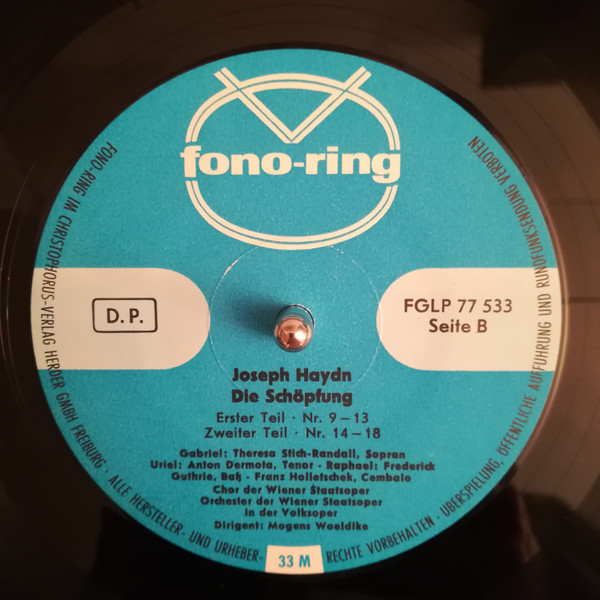 fono-ring
D.P.
FGLP 77 533
Seite B
Joseph Haydn
Die Schöpfung
Erster Teil · Nr. 9-13
Zweiter Teil · Nr. 14-18
Gabriel: Theresa Stich-Randall, Sopran
Uriel: Anton Dermota, Tenor - Raphael: Frederick
Guthrie, Baß - Franz Holletschek, Cembalo
Chor der Wiener Staatsoper
Orchester der Wiener Staatsoper
in der Volksoper
Dirigent: Mogens Woeldike
33 M
FONO-RING IM CHRISTOPHORUS-VERLAG HERDER GMBH FREIBURG · ALLE HERSTELLER- UND URHEBER-RECHTE VORBEHALTEN · ÜBERSPIELUNG, ÖFFENTLICHE AUFFÜHRUNG UND RUNDFUNKSENDUNG VERBOTEN